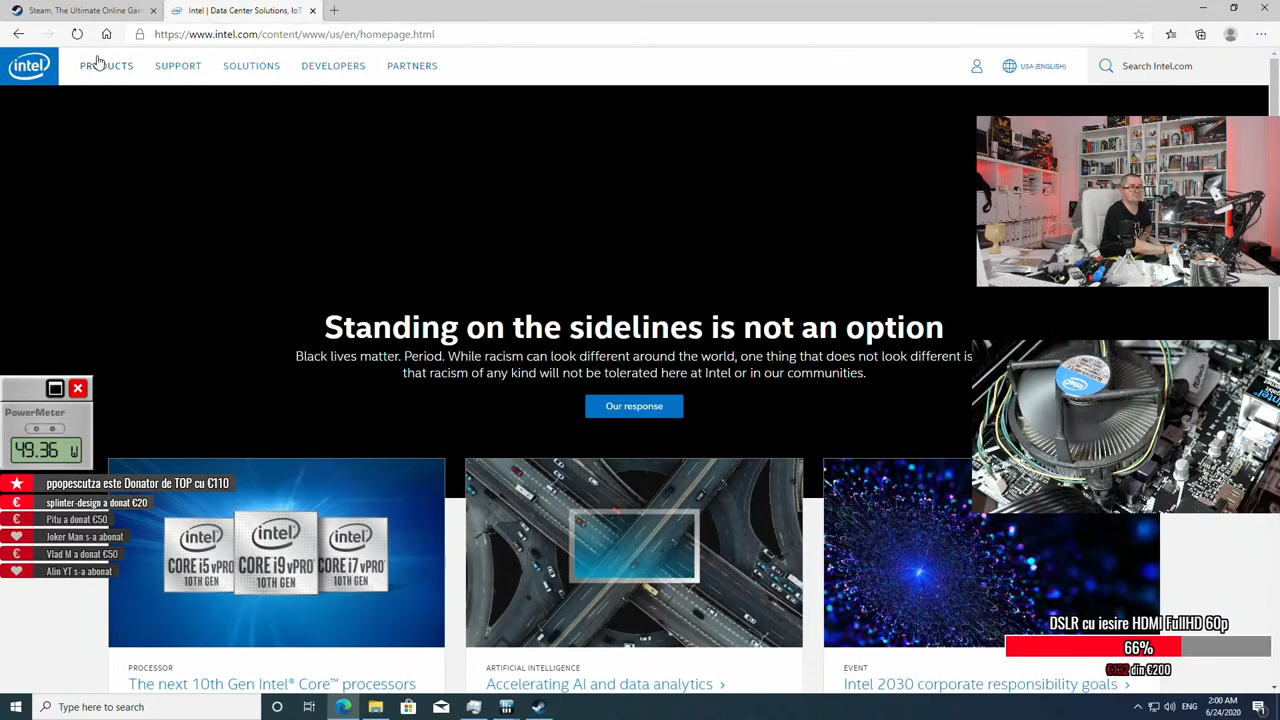 Steam, The Ultimate Online Gam
Intel | Data Center Solutions, IoT
https://www.intel.com/content/www/us/en/homepage.html
intel
PRODUCTS
SUPPORT
SOLUTIONS
DEVELOPERS
PARTNERS
USA (ENGLISH)
Search Intel.com
Standing on the sidelines is not an option
Black lives matter. Period. While racism can look different around the world, one thing that does not look different is
that racism of any kind will not be tolerated here at Intel or in our communities.
Our response
intel
PowerMeter
49.36 W
ppopescutza este Donator de TOP cu €110
splinter-design a donat €20
Pitu a donat €50
Joker Man s-a abonat
Vlad M a donat €50
Alin YT s-a abonat
intel
CORE i5 vPRO
10TH GEN
intel
CORE i9 vPRO
10TH GEN
intel
CORE i7 vPRO
10TH GEN
DSLR cu iesire HDMI FullHD 60p
66%
€132 din €200
PROCESSOR
The next 10th Gen Intel® Core™ processors
ARTIFICIAL INTELLIGENCE
Accelerating AI and data analytics
EVENT
Intel 2030 corporate responsibility goals
Type here to search
ENG
2:00 AM
6/24/2020